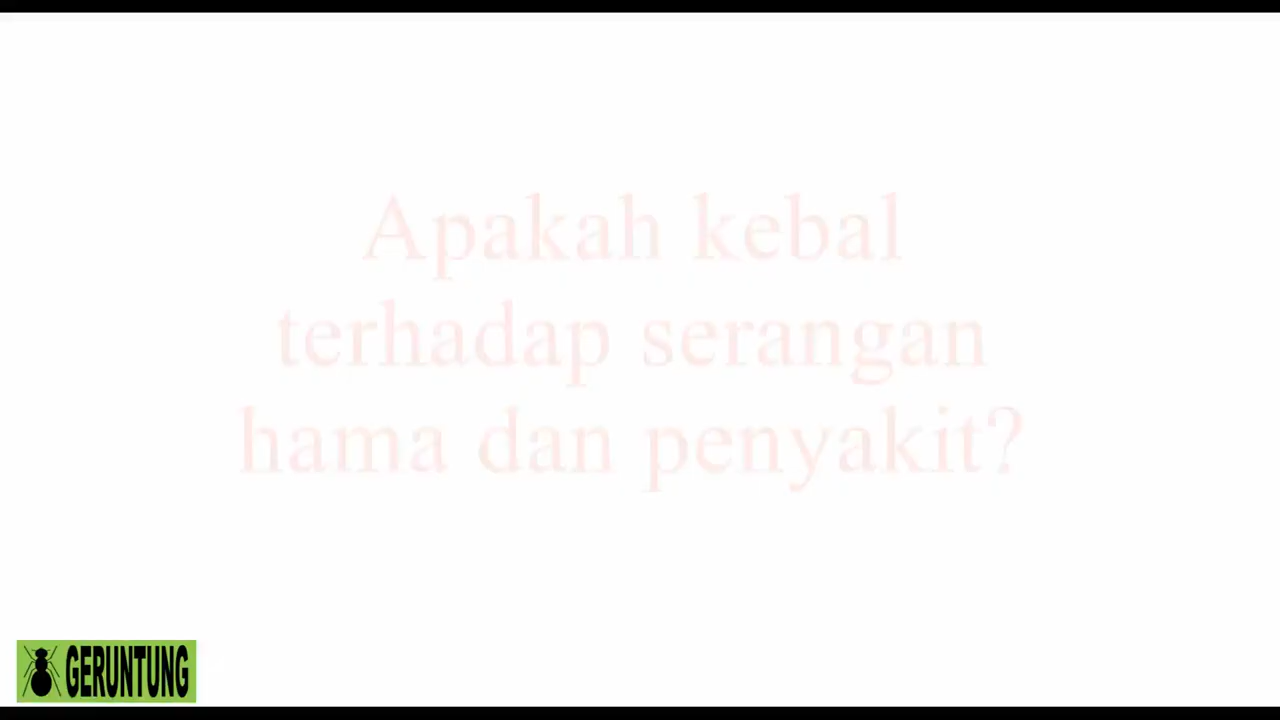 Apakah kebal
terhadap serangan
hama dan penyakit?
GERUNTUNG